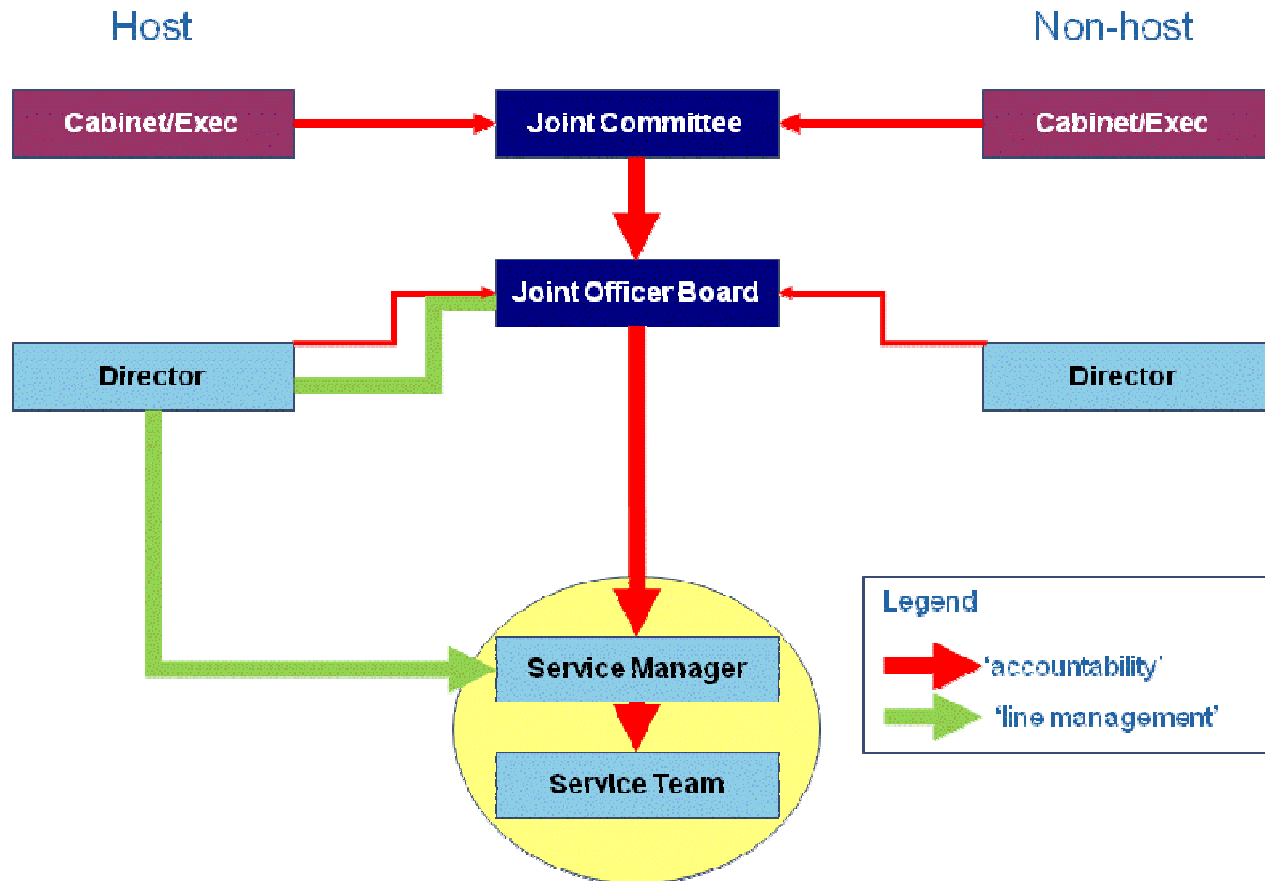 Host
Non-host
Cabinet/Exec
Joint Committee
Cabinet/Exec
Joint Officer Board
Director
Director
Service Manager
Service Team
Legend
‘accountability’
‘line management’